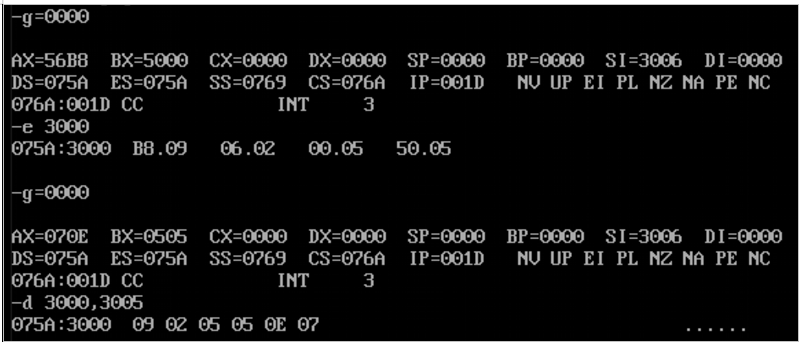 -g=0000
AX=56B8 BX=5000 CX=0000 DX=0000 SP=0000 BP=0000 SI=3006 DI=0000
DS=075A ES=075A SS=0769 CS=076A IP=001D NV UP EI PL NZ NA PE NC
076A:001D CC INT 3
-e 3000
075A:3000 B8.09 06.02 00.05 50.05
-g=0000
AX=070E BX=0505 CX=0000 DX=0000 SP=0000 BP=0000 SI=3006 DI=0000
DS=075A ES=075A SS=0769 CS=076A IP=001D NV UP EI PL NZ NA PE NC
076A:001D CC INT 3
-d 3000,3005
075A:3000 09 02 05 05 0E 07 ......